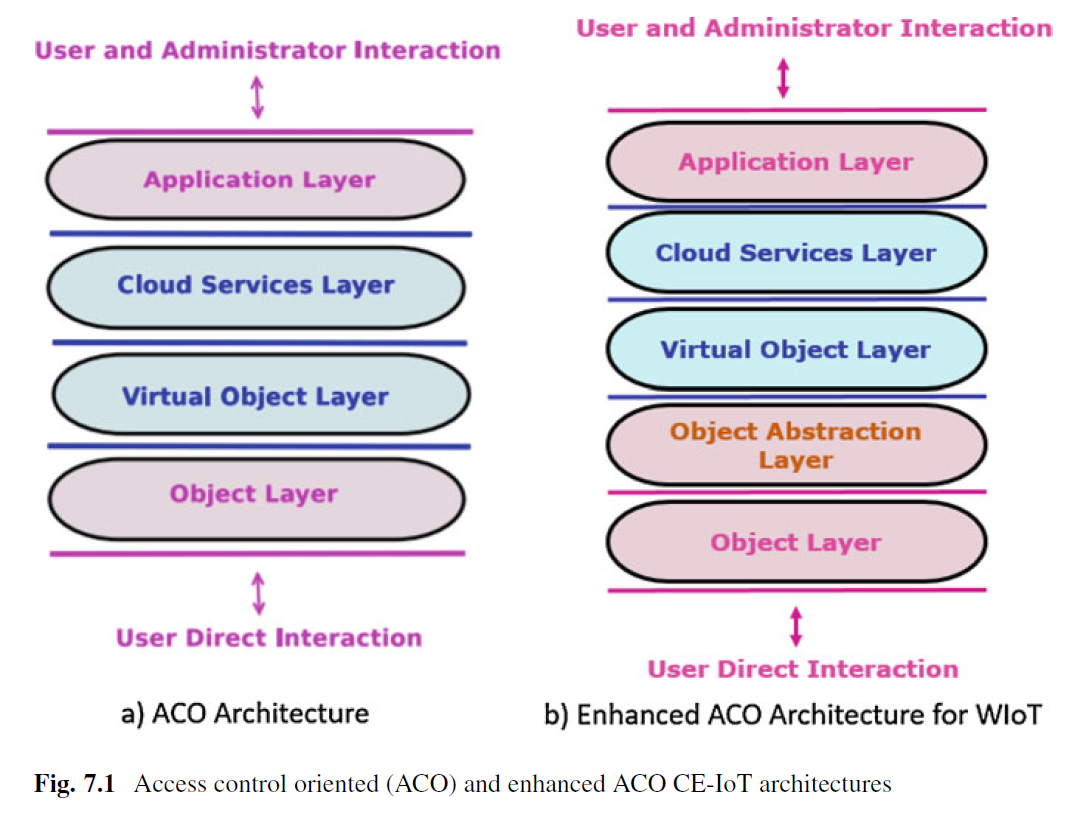 User and Administrator Interaction
Application Layer
Cloud Services Layer
Virtual Object Layer
Object Layer
User Direct Interaction
a) ACO Architecture
User and Administrator Interaction
Application Layer
Cloud Services Layer
Virtual Object Layer
Object Abstraction
Layer
Object Layer
User Direct Interaction
b) Enhanced ACO Architecture for WIoT
Fig. 7.1 Access control oriented (ACO) and enhanced ACO CE-IoT architectures